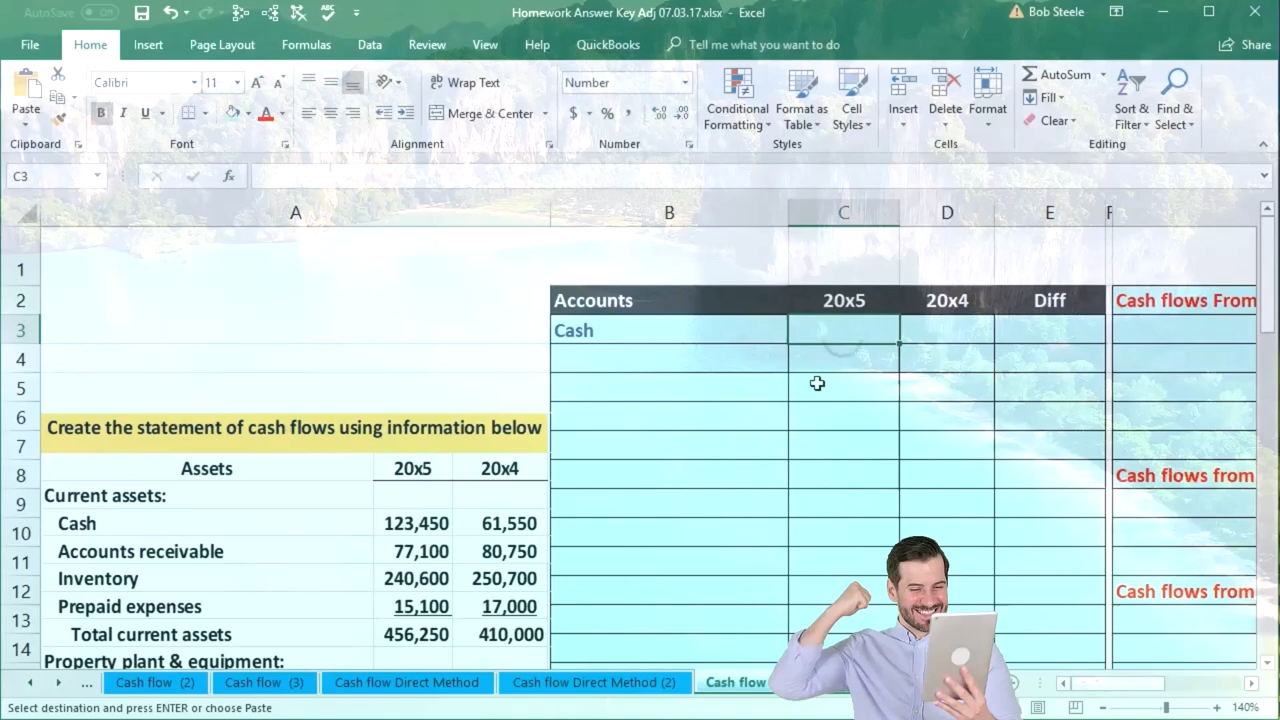 AutoSave Off Homework Answer Key Adj 07.03.17.xlsx - Excel Bob Steele
File Home Insert Page Layout Formulas Data Review View Help QuickBooks Tell me what you want to do Share
Paste Calibri 11 Wrap Text Number Conditional Formatting Format as Table Cell Styles Insert Delete Format AutoSum Sort & Filter Find & Select
B I U Merge & Center $ % Fill
Clear
Clipboard Font Alignment Number Styles Cells Editing
C3 fx
A B C D E F
1
2 Accounts 20x5 20x4 Diff Cash flows From
3 Cash
4
5
6
Create the statement of cash flows using information below
7
8 Assets 20x5 20x4 Cash flows from
9 Current assets:
10 Cash 123,450 61,550
11 Accounts receivable 77,100 80,750
12 Inventory 240,600 250,700 Cash flows from
13 Prepaid expenses 15,100 17,000
14 Total current assets 456,250 410,000
Property plant & equipment:
... Cash flow (2) Cash flow (3) Cash flow Direct Method Cash flow Direct Method (2) Cash flow
Select destination and press ENTER or choose Paste 140%